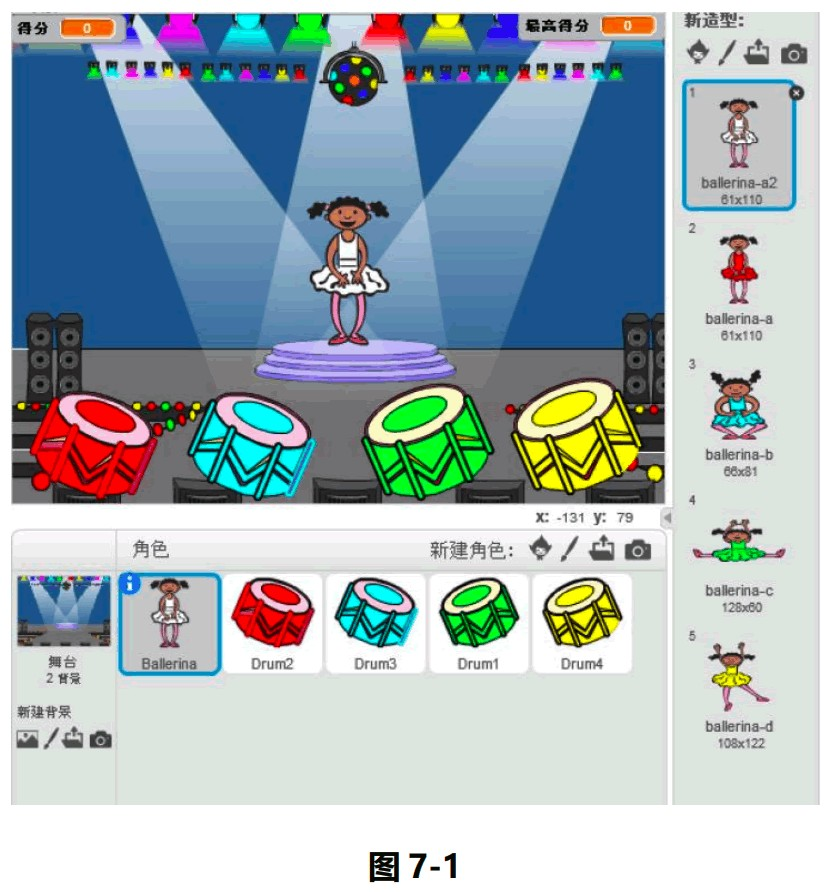 得分 0
最高得分 0
新造型:
1
ballerina-a2
61x110
2
ballerina-a
61x110
3
ballerina-b
66x81
4
ballerina-c
128x60
5
ballerina-d
108x122
x: -131 y: 79
角色
新建角色:
舞台
2 背景
新建背景
Ballerina
Drum2
Drum3
Drum1
Drum4
图 7-1